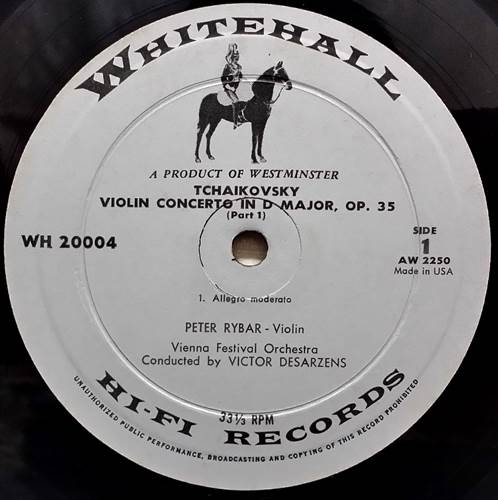 WHITEHALL
A PRODUCT OF WESTMINSTER
TCHAIKOVSKY
VIOLIN CONCERTO IN D MAJOR, OP. 35
(Part 1)
WH 20004
SIDE
1
AW 2250
Made in USA
1. Allegro moderato
PETER RYBAR - Violin
Vienna Festival Orchestra
Conducted by VICTOR DESARZENS
33 1/3 RPM
HI-FI RECORDS
UNAUTHORIZED PUBLIC PERFORMANCE, BROADCASTING AND COPYING OF THIS RECORD PROHIBITED